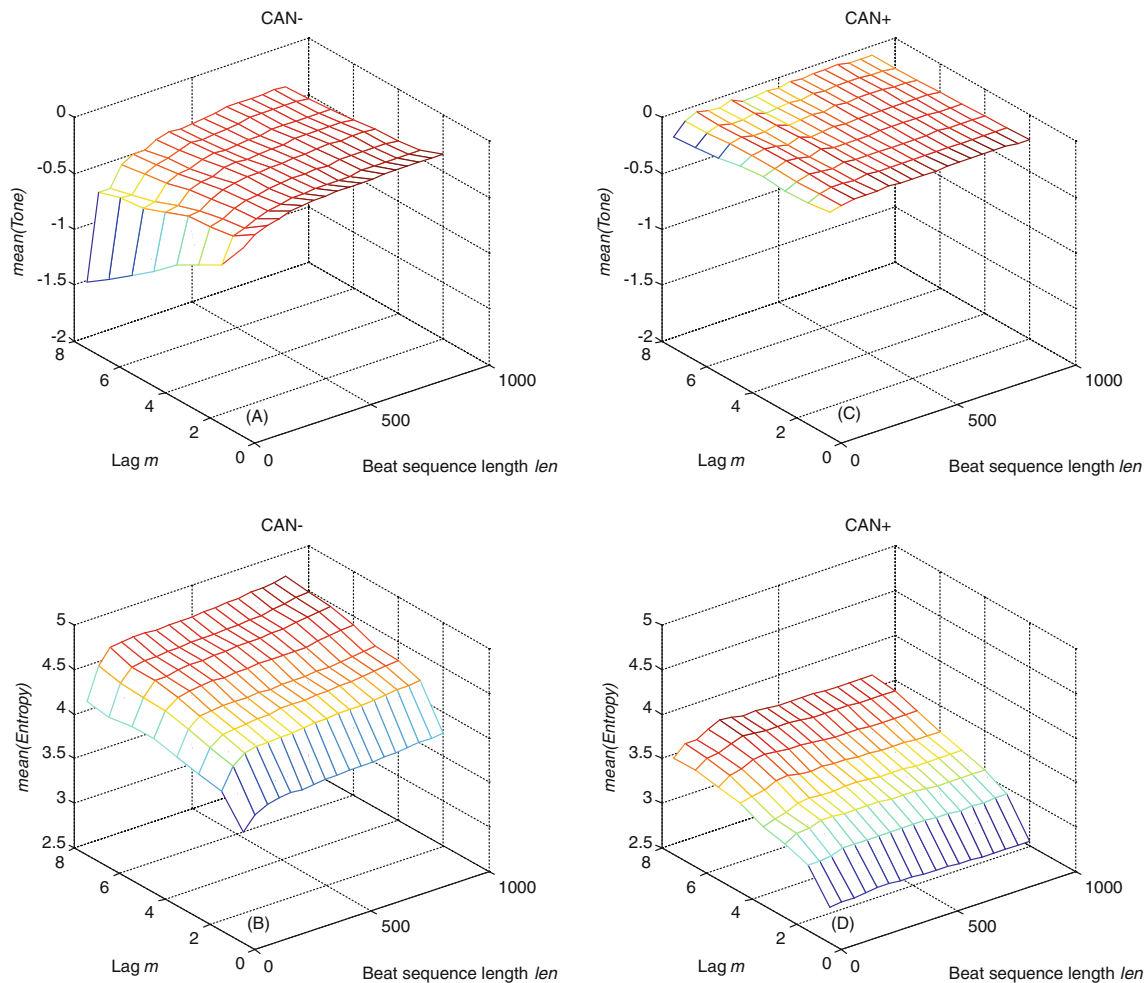 CAN-
0
-0.5
-1
-1.5
-2
mean(Tone)
8
6
4
2
0
Lag m
(A)
0
500
1000
Beat sequence length len
CAN+
0
-0.5
-1
-1.5
-2
mean(Tone)
8
6
4
2
0
Lag m
(C)
0
500
1000
Beat sequence length len
CAN-
5
4.5
4
3.5
3
2.5
mean(Entropy)
8
6
4
2
0
Lag m
(B)
0
500
1000
Beat sequence length len
CAN+
5
4.5
4
3.5
3
2.5
mean(Entropy)
8
6
4
2
0
Lag m
(D)
0
500
1000
Beat sequence length len